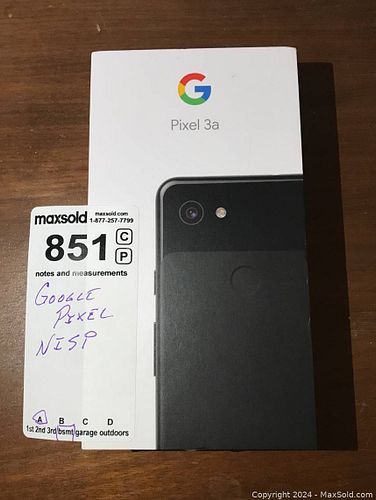 G
Pixel 3a
maxsold maxsold.com
1-877-257-7799
851 C
P
notes and measurements
GOOGLE
PIXEL
NISP
A B C D
1st 2nd 3rd bsmt garage outdoors
Copyright © 2024 - MaxSold Inc.